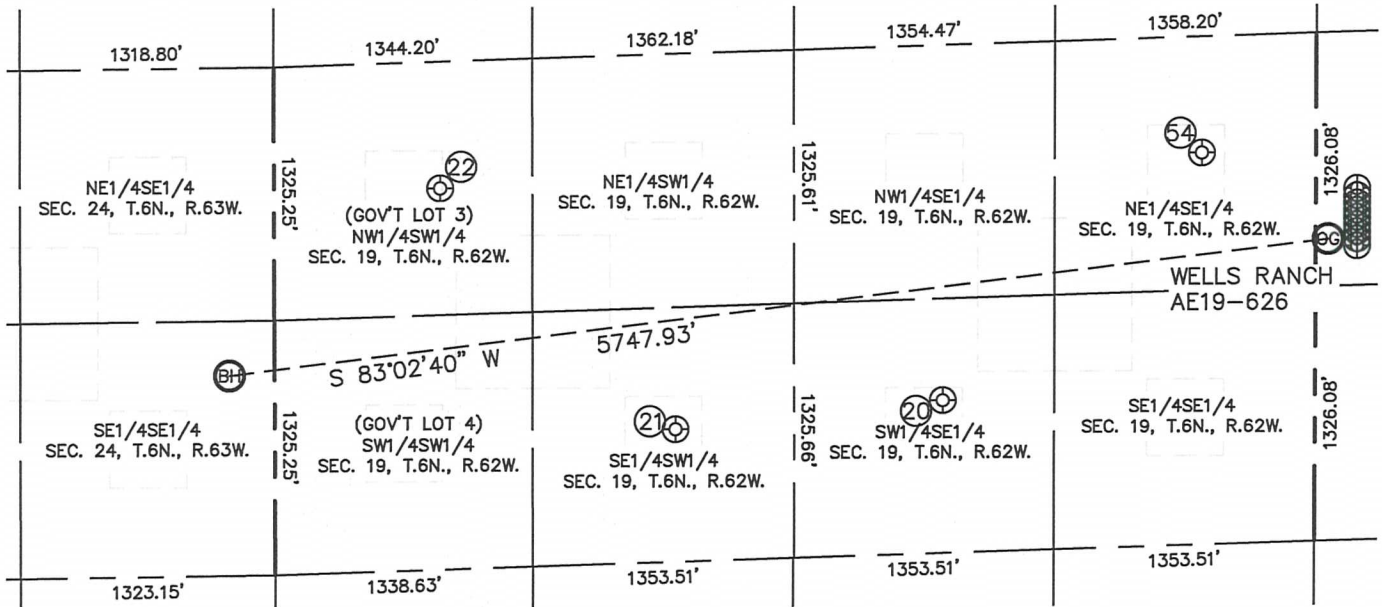 1318.80'
1344.20'
1362.18'
1354.47'
1358.20'
NE1/4SE1/4
SEC. 24, T.6N., R.63W.
1325.25'
22
(GOV'T LOT 3)
NW1/4SW1/4
SEC. 19, T.6N., R.62W.
NE1/4SW1/4
SEC. 19, T.6N., R.62W.
1325.61'
NW1/4SE1/4
SEC. 19, T.6N., R.62W.
54
NE1/4SE1/4
SEC. 19, T.6N., R.62W.
1326.08'
WELLS RANCH
AE19-626
BH
S 83°02'40" W
5747.93'
SE1/4SE1/4
SEC. 24, T.6N., R.63W.
1325.25'
(GOV'T LOT 4)
SW1/4SW1/4
SEC. 19, T.6N., R.62W.
21
SE1/4SW1/4
SEC. 19, T.6N., R.62W.
1325.66'
20
SW1/4SE1/4
SEC. 19, T.6N., R.62W.
SE1/4SE1/4
SEC. 19, T.6N., R.62W.
1326.08'
1323.15'
1338.63'
1353.51'
1353.51'
1353.51'